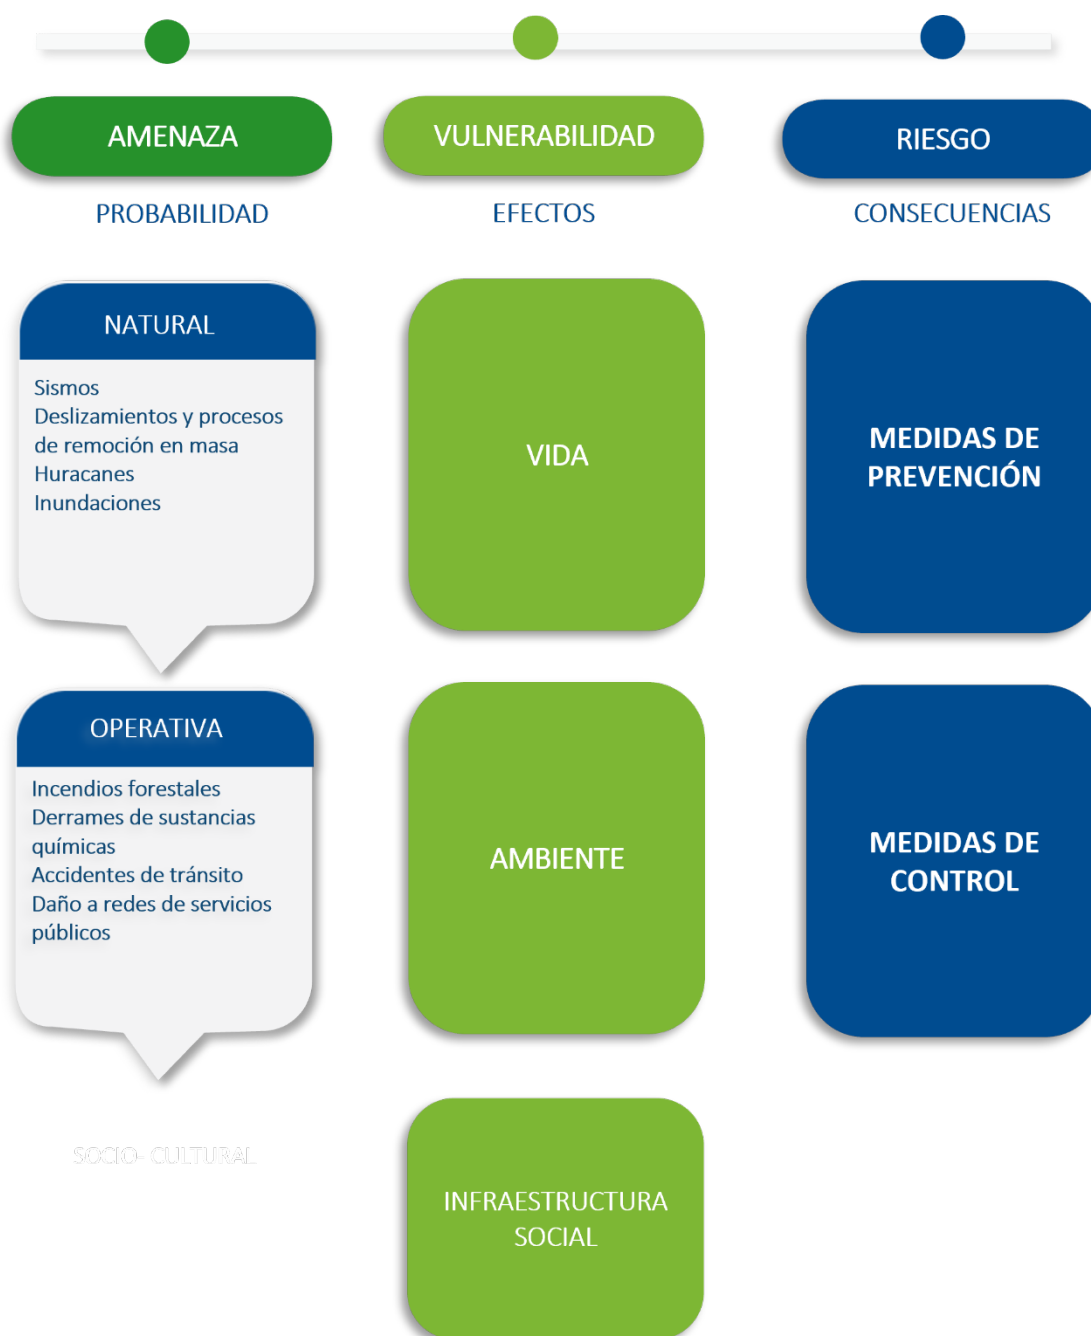 AMENAZA
VULNERABILIDAD
RIESGO
PROBABILIDAD
EFECTOS
CONSECUENCIAS
NATURAL
Sismos
Deslizamientos y procesos
de remoción en masa
Huracanes
Inundaciones
VIDA
MEDIDAS DE
PREVENCIÓN
OPERATIVA
Incendios forestales
Derrames de sustancias
químicas
Accidentes de tránsito
Daño a redes de servicios
públicos
AMBIENTE
MEDIDAS DE
CONTROL
SOCIO- CULTURAL
INFRAESTRUCTURA
SOCIAL